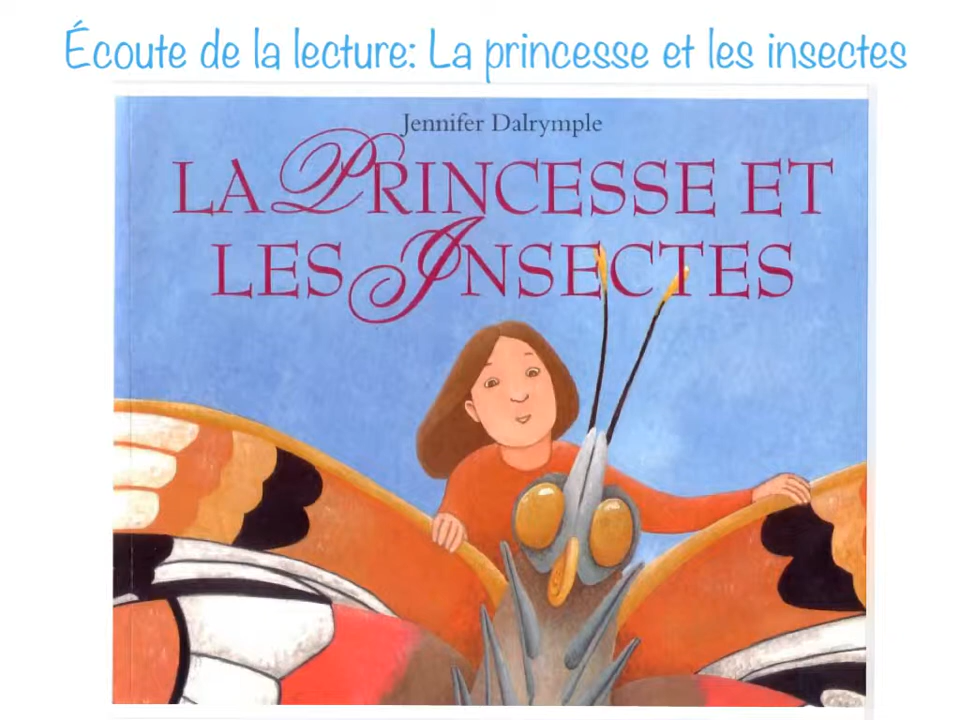 Écoute de la lecture: La princesse et les insectes
Jennifer Dalrymple
LA PRINCESSE ET
LES INSECTES